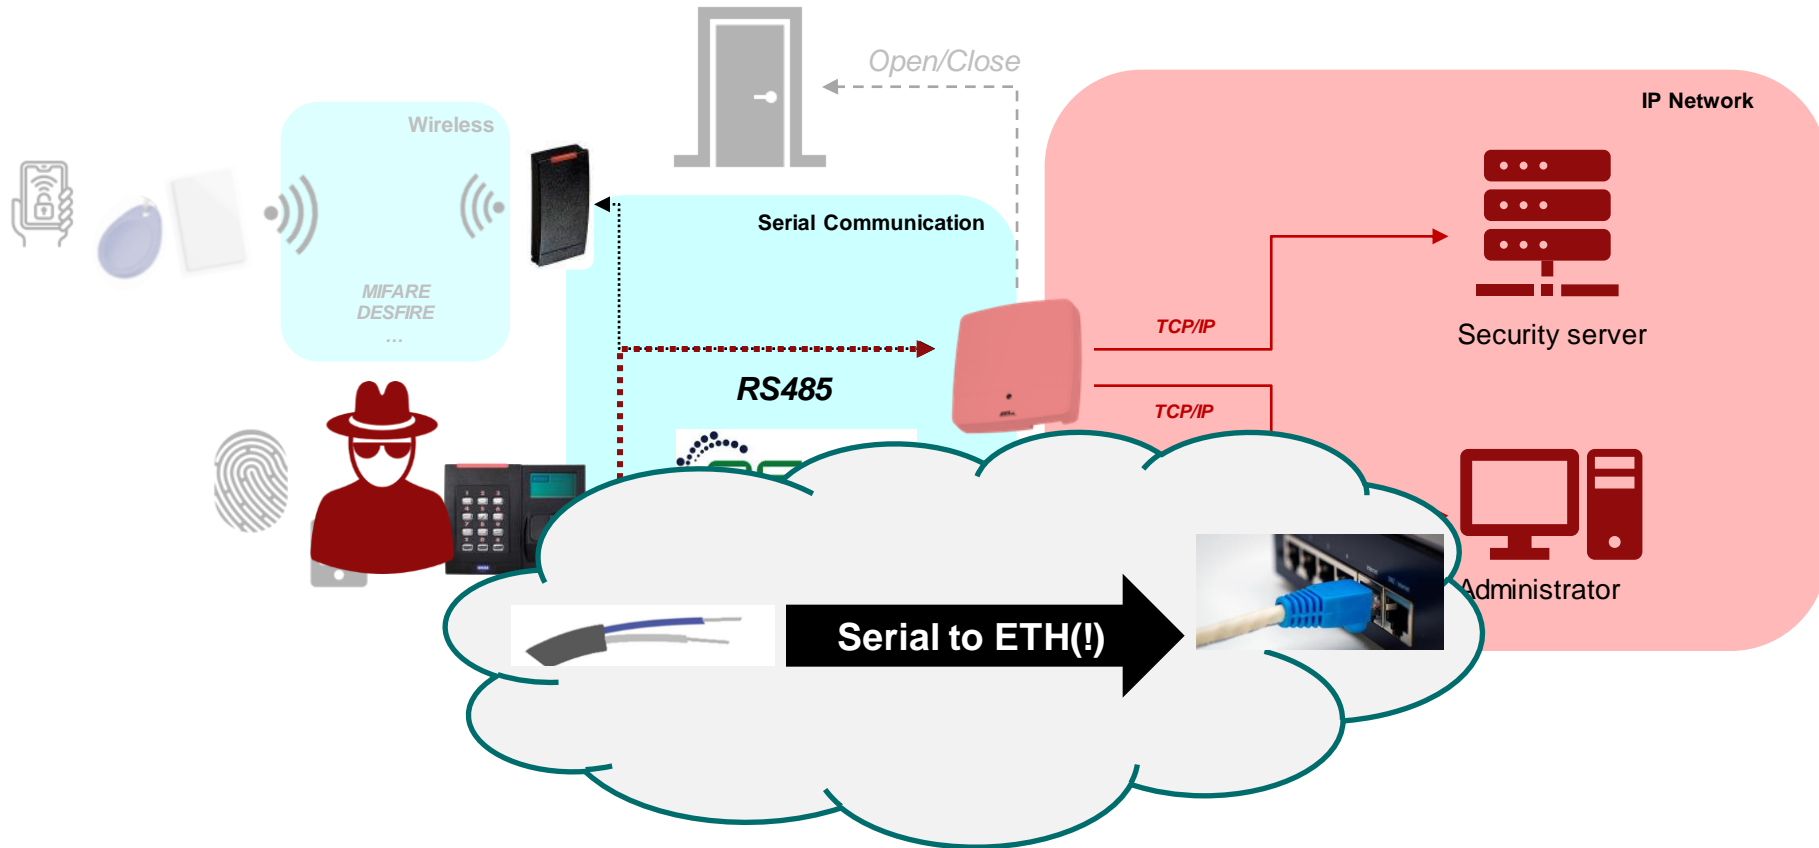 Open/Close
IP Network
Wireless
Serial Communication
MIFARE
DESFIRE
...
TCP/IP
Security server
RS485
TCP/IP
Administrator
Serial to ETH(!)